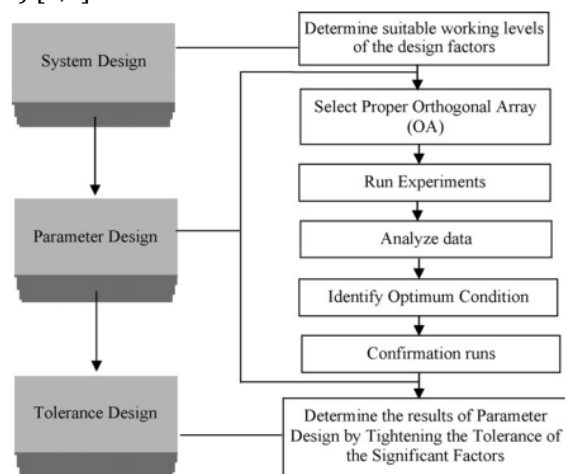 y [1,2]
System Design
Determine suitable working levels
of the design factors
Select Proper Orthogonal Array
(OA)
Run Experiments
Parameter Design
Analyze data
Identify Optimum Condition
Confirmation runs
Tolerance Design
Determine the results of Parameter
Design by Tightening the Tolerance of
the Significant Factors